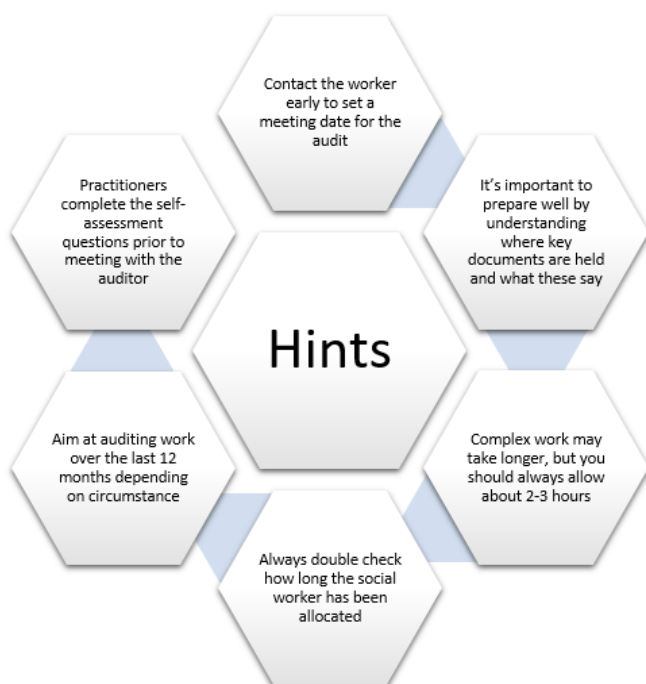 Contact the worker
early to set a
meeting date for the
audit
It's important to
prepare well by
understanding
where key
documents are held
and what these say
Complex work may
take longer, but you
should always allow
about 2-3 hours
Always double check
how long the social
worker has been
allocated
Aim at auditing work
over the last 12
months depending
on circumstance
Practitioners
complete the self-
assessment
questions prior to
meeting with the
auditor
Hints